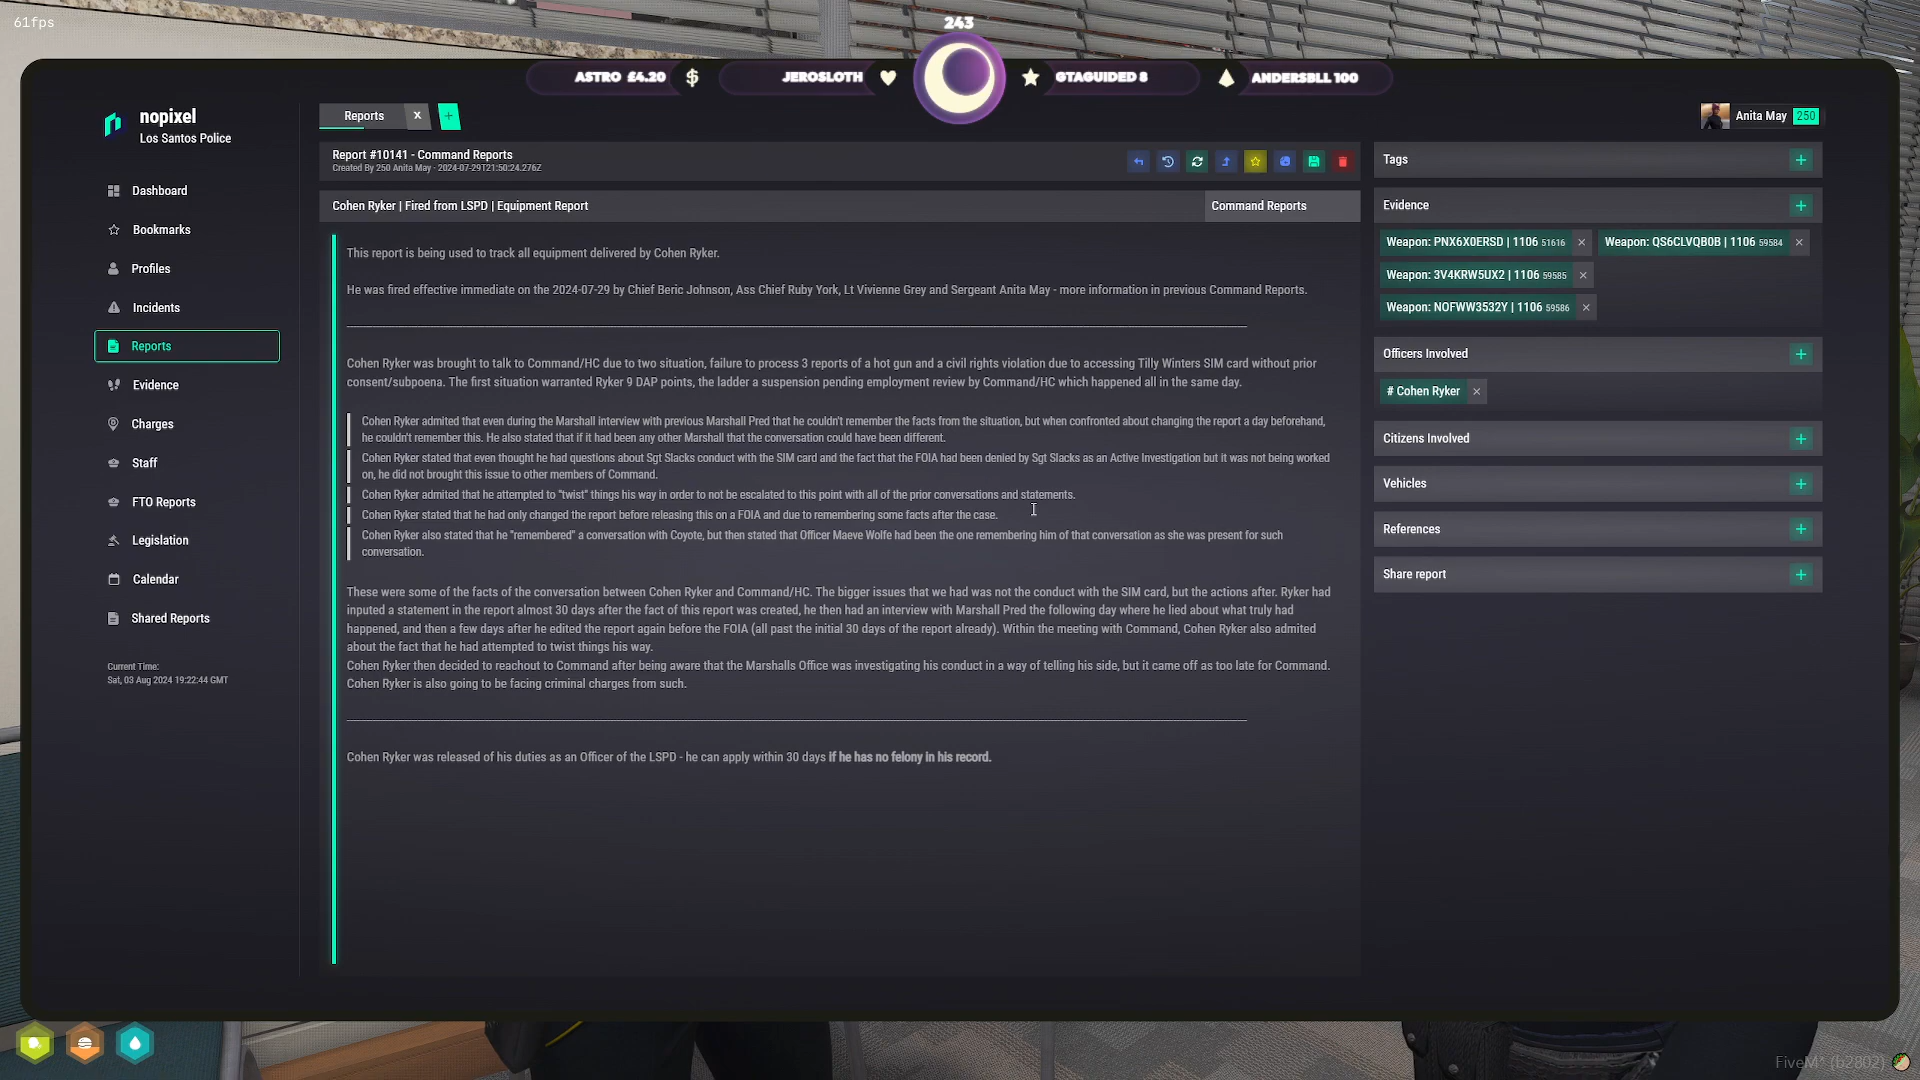 61fps
243
ASTRO £4.20
JEROSLOTH
GTAGUIDED 8
ANDERSBLL 100
nopixel
Los Santos Police
Reports x +
Anita May 250
Dashboard
Bookmarks
Profiles
Incidents
Reports
Evidence
Charges
Staff
FTO Reports
Legislation
Calendar
Shared Reports
Current Time:
Sat, 03 Aug 2024 19:22:44 GMT
Report #10141 - Command Reports
Created By 250 Anita May - 2024-07-29T21:50:24.276Z
Cohen Ryker | Fired from LSPD | Equipment Report
Command Reports
This report is being used to track all equipment delivered by Cohen Ryker.
He was fired effective immediate on the 2024-07-29 by Chief Beric Johnson, Ass Chief Ruby York, Lt Vivienne Grey and Sergeant Anita May - more information in previous Command Reports.
Cohen Ryker was brought to talk to Command/HC due to two situation, failure to process 3 reports of a hot gun and a civil rights violation due to accessing Tilly Winters SIM card without prior
consent/subpoena. The first situation warranted Ryker 9 DAP points, the ladder a suspension pending employment review by Command/HC which happened all in the same day.
Cohen Ryker admited that even during the Marshall interview with previous Marshall Pred that he couldn't remember the facts from the situation, but when confronted about changing the report a day beforehand,
he couldn't remember this. He also stated that if it had been any other Marshall that the conversation could have been different.
Cohen Ryker stated that even thought he had questions about Sgt Slacks conduct with the SIM card and the fact that the FOIA had been denied by Sgt Slacks as an Active Investigation but it was not being worked
on, he did not brought this issue to other members of Command.
Cohen Ryker admited that he attempted to "twist" things his way in order to not be escalated to this point with all of the prior conversations and statements.
Cohen Ryker stated that he had only changed the report before releasing this on a FOIA and due to remembering some facts after the case.
Cohen Ryker also stated that he "remembered" a conversation with Coyote, but then stated that Officer Maeve Wolfe had been the one remembering him of that conversation as she was present for such
conversation.
These were some of the facts of the conversation between Cohen Ryker and Command/HC. The bigger issues that we had was not the conduct with the SIM card, but the actions after. Ryker had
inputed a statement in the report almost 30 days after the fact of this report was created, he then had an interview with Marshall Pred the following day where he lied about what truly had
happened, and then a few days after he edited the report again before the FOIA (all past the initial 30 days of the report already). Within the meeting with Command, Cohen Ryker also admited
about the fact that he had attempted to twist things his way.
Cohen Ryker then decided to reachout to Command after being aware that the Marshalls Office was investigating his conduct in a way of telling his side, but it came off as too late for Command.
Cohen Ryker is also going to be facing criminal charges from such.
Cohen Ryker was released of his duties as an Officer of the LSPD - he can apply within 30 days if he has no felony in his record.
Tags +
Evidence +
Weapon: PNX6X0ERSD | 1106 51616 ×
Weapon: QS6CLVQB0B | 1106 59584 ×
Weapon: 3V4KRW5UX2 | 1106 59585 ×
Weapon: NOFWW3532Y | 1106 59586 ×
Officers Involved +
# Cohen Ryker ×
Citizens Involved +
Vehicles +
References +
Share report +
FiveM* (b2802)